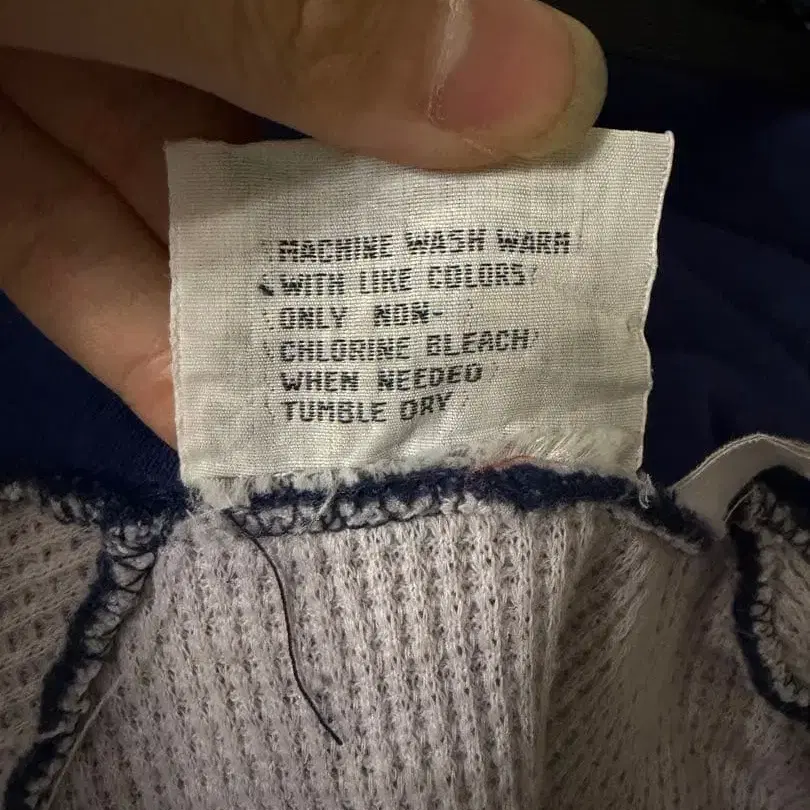 MACHINE WASH WARM
WITH LIKE COLORS
ONLY NON-
CHLORINE BLEACH
WHEN NEEDED
TUMBLE DRY